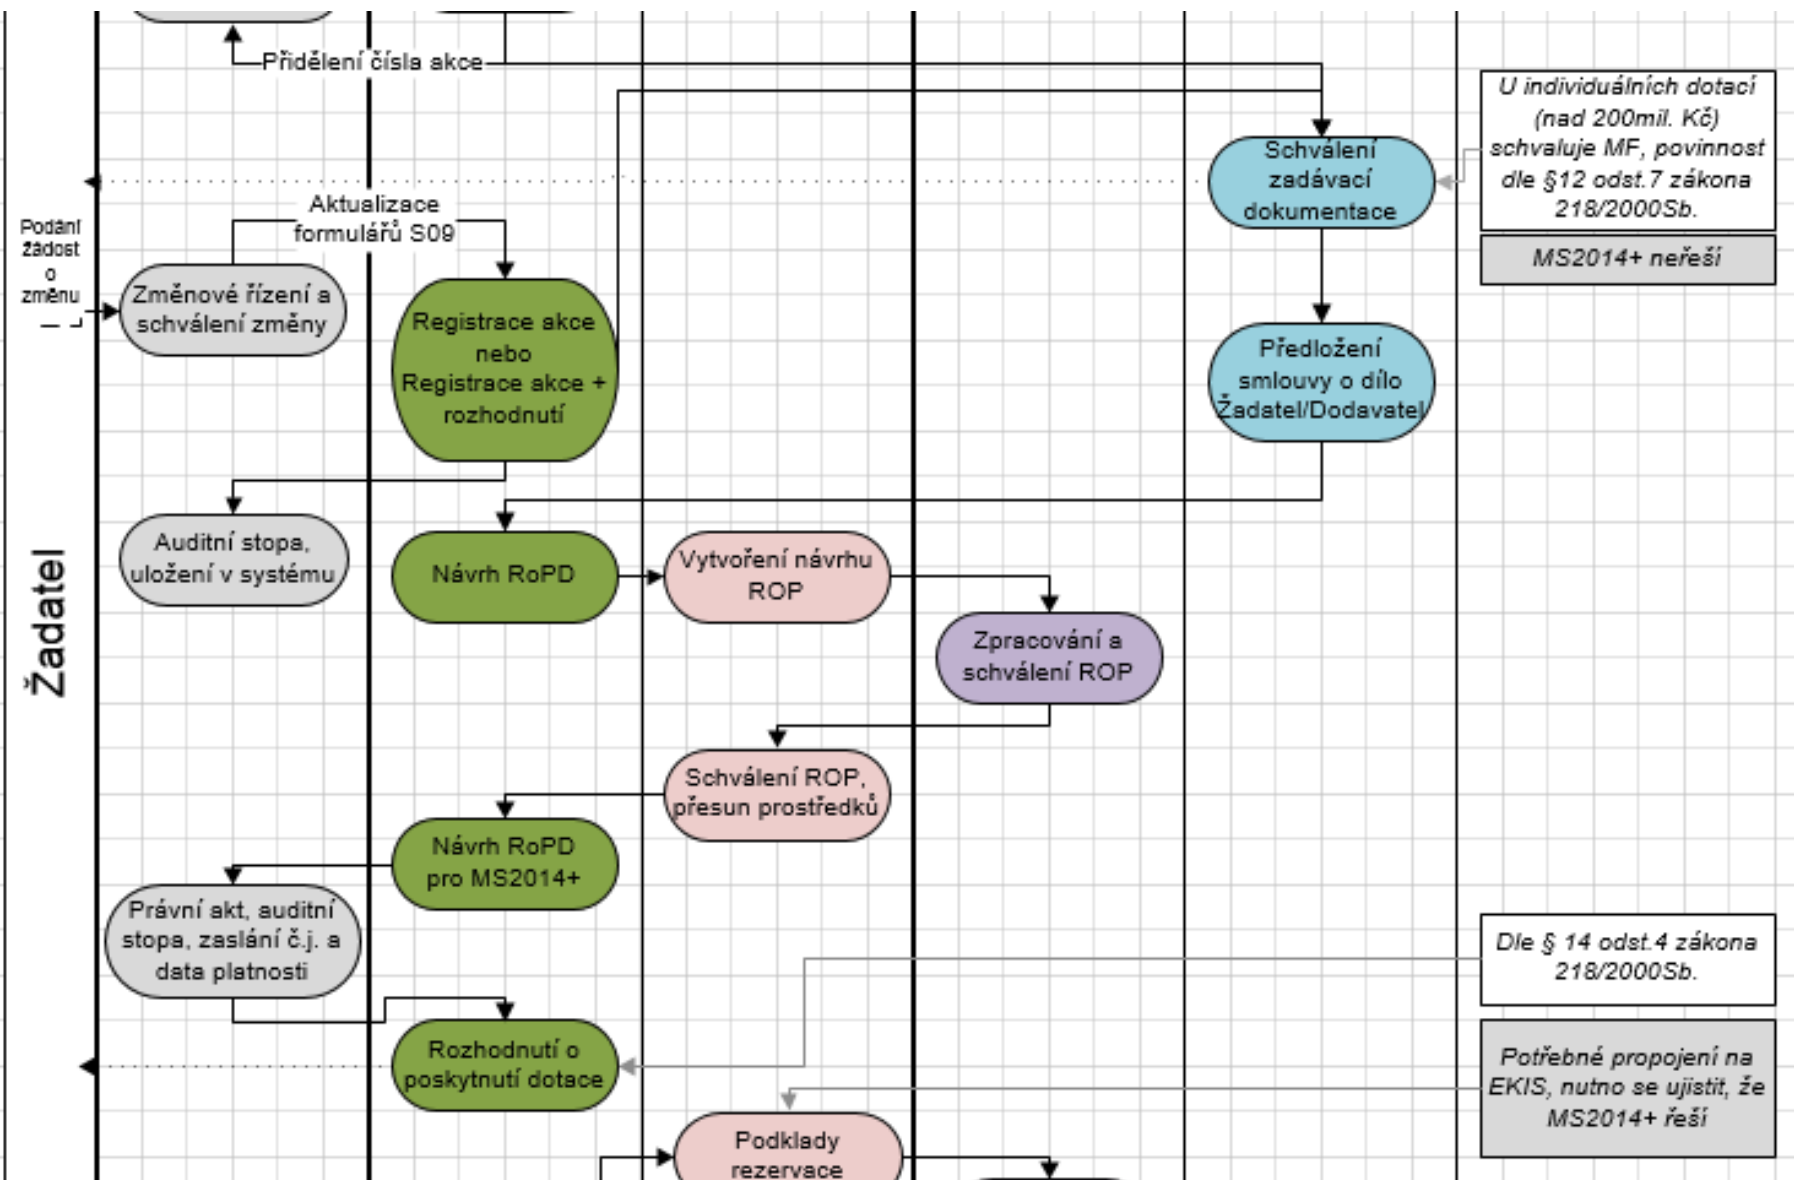 Přidělení čísla akce
U individuálních dotací
(nad 200mil. Kč)
schvaluje MF, povinnost
dle §12 odst.7 zákona
218/2000Sb.
MS2014+ neřeší
Schválení
zadávací
dokumentace
Aktualizace
formulářů S09
Podání
žádost
o
změnu
Změnové řízení a
schválení změny
Registrace akce
nebo
Registrace akce +
rozhodnutí
Předložení
smlouvy o dílo
Žadatel/Dodavatel
Žadatel
Auditní stopa,
uložení v systému
Návrh RoPD
Vytvoření návrhu
ROP
Zpracování a
schválení ROP
Schválení ROP,
přesun prostředků
Návrh RoPD
pro MS2014+
Právní akt, auditní
stopa, zaslání č.j. a
data platnosti
Dle § 14 odst.4 zákona
218/2000Sb.
Rozhodnutí o
poskytnutí dotace
Potřebné propojení na
EKIS, nutno se ujistit, že
MS2014+ řeší
Podklady
rezervace